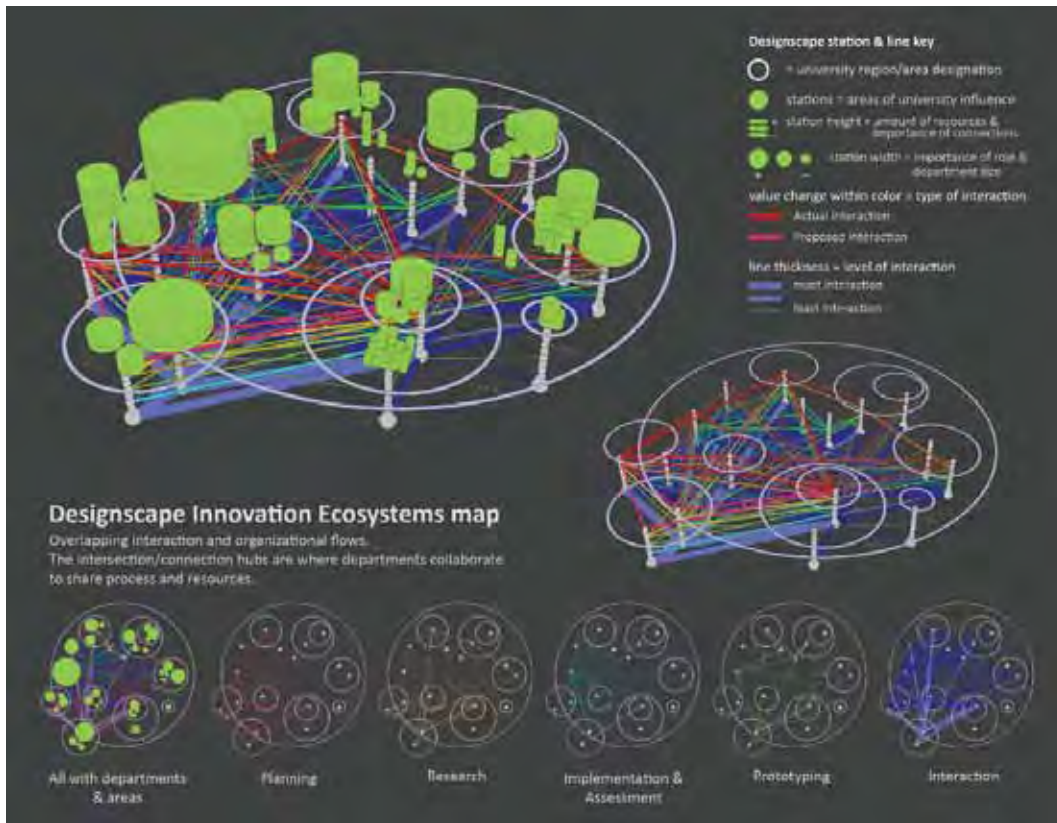 Designscape station & line key
= university region/area designation
stations = areas of university influence
station height = amount of resources &
importance of connections
station width = importance of role &
department size
+ −
value change within color = type of interaction
Actual interaction
Proposed interaction
line thickness = level of interaction
most interaction
least interaction
Designscape Innovation Ecosystems map
Overlapping interaction and organizational flows.
The intersection/connection hubs are where departments collaborate
to share process and resources.
All with departments
& areas
Planning
Research
Implementation &
Assessment
Prototyping
Interaction